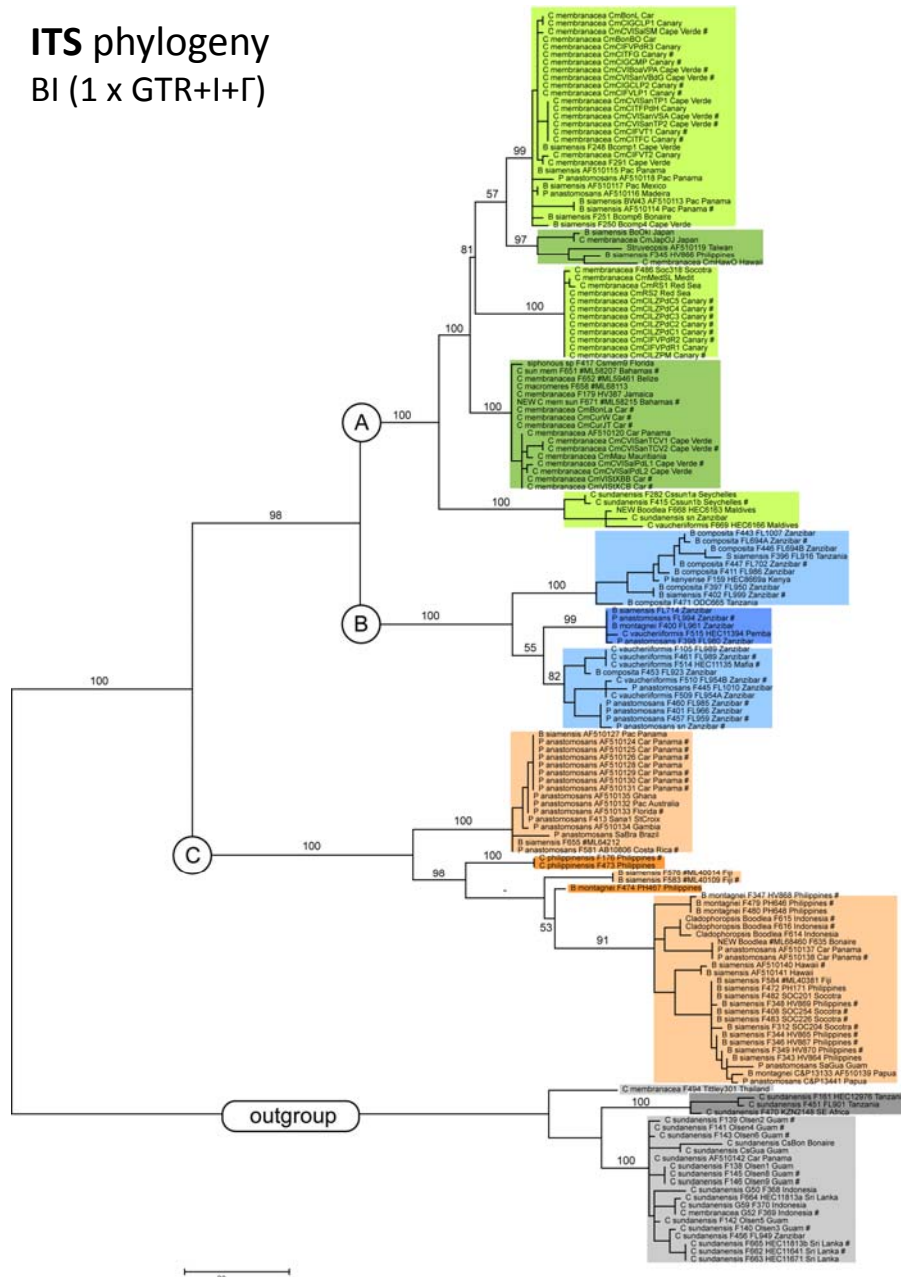 ITS phylogeny
BI (1 x GTR+I+Γ)
C membranacea CmBonL Car
C membranacea CmCIGCLP1 Canary
C membranacea CmCVISalSM Cape Verde #
C membranacea CmBonBO Car
C membranacea CmCIFVPdR3 Canary
C membranacea CmCITFG Canary #
C membranacea CmCIGCMP Canary
C membranacea CmCVIBoaVPA Cape Verde #
C membranacea CmCVISanVBdG Cape Verde #
C membranacea CmCIGCLP2 Canary #
C membranacea CmCIFVLP1 Canary #
C membranacea CmCVISanTP1 Cape Verde
C membranacea CmCITFPdH Canary
C membranacea CmCVISanVSA Cape Verde #
C membranacea CmCVISanTP2 Cape Verde #
C membranacea CmCIFVT1 Canary #
C membranacea CmCITFC Canary #
B siamensis F248 Bcomp1 Cape Verde
C membranacea CmCIFVT2 Canary
C membranacea F291 Cape Verde
B siamensis AF510115 Pac Panama
P anastomosans AF510118 Pac Panama
B siamensis AF510117 Pac Mexico
P anastomosans AF510116 Madeira
B siamensis BW43 AF510113 Pac Panama
B siamensis AF510114 Pac Panama #
B siamensis F251 Bcomp6 Bonaire
B siamensis F250 Bcomp4 Cape Verde
99
57
B siamensis BoOki Japan
C membranacea CmJapOJ Japan
Struveopsis AF510119 Taiwan
B siamensis F345 HV866 Philippines
C membranacea CmHawO Hawaii
97
81
C membranacea F486 Soc318 Socotra
C membranacea CmMedSL Medit
C membranacea CmRS1 Red Sea
C membranacea CmRS2 Red Sea
C membranacea CmCILZPdC5 Canary #
C membranacea CmCILZPdC4 Canary #
C membranacea CmCILZPdC3 Canary #
C membranacea CmCILZPdC2 Canary #
C membranacea CmCILZPdC1 Canary #
C membranacea CmCIFVPdR2 Canary #
C membranacea CmCIFVPdR1 Canary
C membranacea CmCILZPM Canary #
100
100
siphonous sp F417 Csmem9 Florida
C sun mem F651 #ML58207 Bahamas #
C membranacea F652 #ML59461 Belize
C macromeres F658 #ML68113
C membranacea F179 HV387 Jamaica
NEW C mem sun F671 #ML58215 Bahamas #
C membranacea CmBonLa Car #
C membranacea CmCurW Car #
C membranacea CmCurJT Car #
C membranacea AF510120 Car Panama
C membranacea CmCVISanTCV1 Cape Verde
C membranacea CmCVISanTCV2 Cape Verde #
C membranacea CmMau Mauritiania
C membranacea CmCVISalPdL1 Cape Verde #
C membranacea CmCVISalPdL2 Cape Verde
C membranacea CmVIStXBB Car #
C membranacea CmVIStXCB Car #
100
A
100
C sundanensis F282 Cssun1a Seychelles
C sundanensis F415 Cssun1b Seychelles #
NEW Boodlea F668 HEC6163 Maldives
C sundanensis sn Zanzibar
C vaucheriiformis F669 HEC6166 Maldives
100
98
B composita F443 FL1007 Zanzibar
B composita FL694A Zanzibar #
B composita F446 FL694B Zanzibar
S siamensis F396 FL916 Tanzania
B composita F447 FL702 Zanzibar #
B composita F411 FL986 Zanzibar
P kenyense F159 HEC8669a Kenya
B composita F397 FL950 Zanzibar
B siamensis F402 FL999 Zanzibar #
B composita F471 ODC665 Tanzania
100
B
100
B siamensis FL714 Zanzibar
P anastomosans FL994 Zanzibar #
B montagnei F400 FL961 Zanzibar
C vaucheriiformis F515 HEC11394 Pemba
P anastomosans F398 FL980 Zanzibar
99
55
C vaucheriiformis F105 FL989 Zanzibar
C vaucheriiformis F461 FL989 Zanzibar #
C vaucheriiformis F514 HEC11135 Mafia #
B composita F453 FL923 Zanzibar
C vaucheriiformis F510 FL954B Zanzibar #
P anastomosans F445 FL1010 Zanzibar
C vaucheriiformis F509 FL954A Zanzibar
P anastomosans F460 FL985 Zanzibar #
P anastomosans F401 FL966 Zanzibar
P anastomosans F457 FL959 Zanzibar #
P anastomosans sn Zanzibar #
82
100
B siamensis AF510127 Pac Panama
P anastomosans AF510124 Car Panama #
P anastomosans AF510125 Car Panama #
P anastomosans AF510126 Car Panama #
P anastomosans AF510128 Car Panama
P anastomosans AF510129 Car Panama #
P anastomosans AF510130 Car Panama #
P anastomosans AF510131 Car Panama #
P anastomosans AF510135 Ghana
P anastomosans AF510132 Pac Australia
P anastomosans AF510133 Florida #
P anastomosans F413 Sana1 StCroix
P anastomosans AF510134 Gambia
P anastomosans SaBra Brazil
B siamensis F655 #ML64212
P anastomosans F581 AB10806 Costa Rica #
100
C
100
C philippinensis F176 Philippines #
C philippinensis F473 Philippines
100
98
B siamensis F576 #ML40014 Fiji
B siamensis F583 #ML40109 Fiji #
B montagnei F474 PH467 Philippines
-
53
B montagnei F347 HV868 Philippines #
B montagnei F479 PH646 Philippines #
B montagnei F480 PH648 Philippines
Cladophoropsis Boodlea F615 Indonesia #
Cladophoropsis Boodlea F616 Indonesia #
Cladophoropsis Boodlea F614 Indonesia
NEW Boodlea #ML68460 F635 Bonaire
P anastomosans AF510137 Car Panama
P anastomosans AF510138 Car Panama #
B siamensis AF510140 Hawaii #
B siamensis AF510141 Hawaii
B siamensis F584 #ML40381 Fiji
B siamensis F472 PH171 Philippines
B siamensis F482 SOC201 Socotra
B siamensis F348 HV869 Philippines #
B siamensis F408 SOC254 Socotra #
B siamensis F483 SOC226 Socotra #
B siamensis F312 SOC204 Socotra #
B siamensis F344 HV865 Philippines #
B siamensis F346 HV867 Philippines #
B siamensis F349 HV870 Philippines #
B siamensis F343 HV864 Philippines
P anastomosans SaGua Guam
B montagnei C&P13133 AF510139 Papua
P anastomosans C&P13441 Papua
91
outgroup
C membranacea F494 Tittley301 Thailand
C sundanensis F161 HEC12976 Tanzania
C sundanensis F451 FL901 Tanzania
C sundanensis F470 KZN2148 SE Africa
100
C sundanensis F139 Olsen2 Guam #
C sundanensis F141 Olsen4 Guam #
C sundanensis F143 Olsen6 Guam #
C sundanensis CsBon Bonaire
C sundanensis CsGua Guam
C sundanensis AF510142 Car Panama
C sundanensis F138 Olsen1 Guam
C sundanensis F145 Olsen8 Guam #
C sundanensis F146 Olsen9 Guam #
C sundanensis G50 F368 Indonesia
C sundanensis F664 HEC11813a Sri Lanka
C sundanensis G59 F370 Indonesia
C membranacea G52 F369 Indonesia #
C sundanensis F142 Olsen5 Guam
C sundanensis F140 Olsen3 Guam #
C sundanensis F456 FL949 Zanzibar
C sundanensis F665 HEC11813b Sri Lanka #
C sundanensis F662 HEC11641 Sri Lanka #
C sundanensis F663 HEC11671 Sri Lanka
100